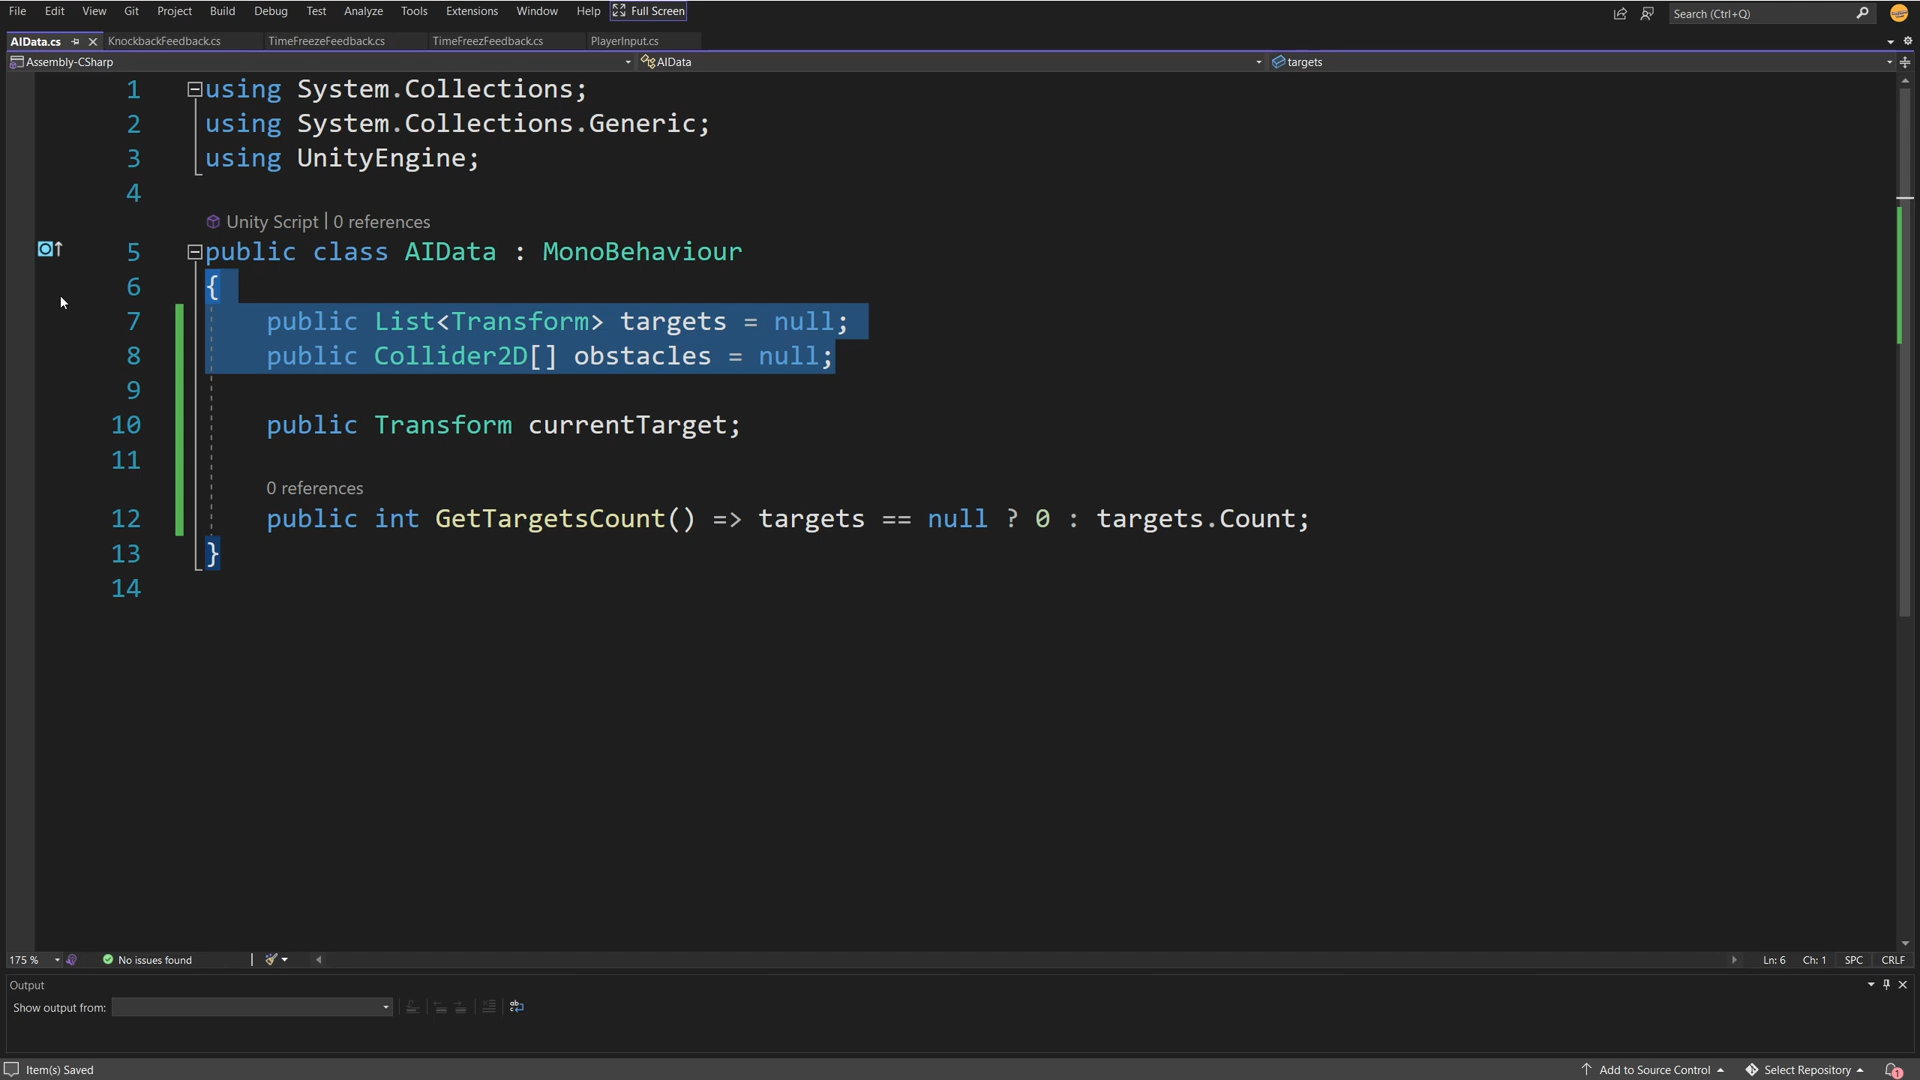 File Edit View Git Project Build Debug Test Analyze Tools Extensions Window Help Full Screen Search (Ctrl+Q)
AIData.cs KnockbackFeedback.cs TimeFreezeFeedback.cs TimeFreezFeedback.cs PlayerInput.cs
Assembly-CSharp AIData targets
1 using System.Collections;
2 using System.Collections.Generic;
3 using UnityEngine;
4
Unity Script | 0 references
5 public class AIData : MonoBehaviour
6 {
7 public List<Transform> targets = null;
8 public Collider2D[] obstacles = null;
9
10 public Transform currentTarget;
11
0 references
12 public int GetTargetsCount() => targets == null ? 0 : targets.Count;
13 }
14
175 % No issues found Ln: 6 Ch: 1 SPC CRLF
Output
Show output from:
Item(s) Saved Add to Source Control Select Repository 1